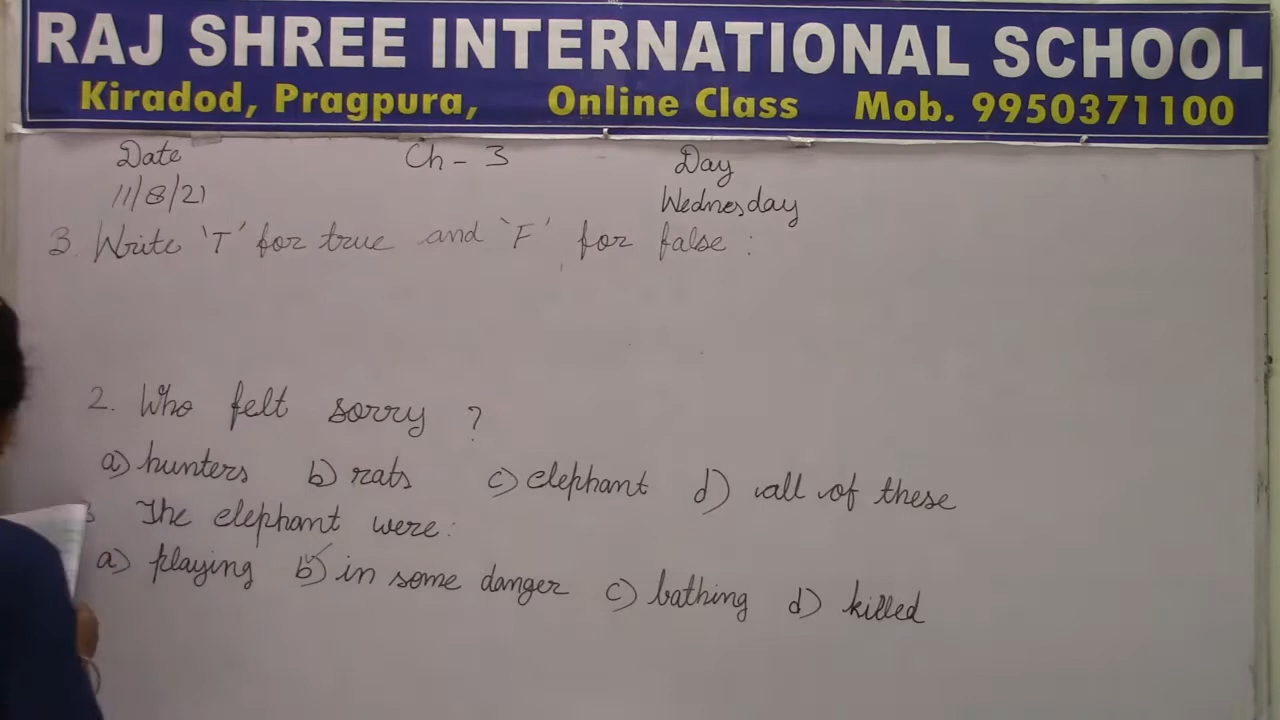 RAJ SHREE INTERNATIONAL SCHOOL
Kiradod, Pragpura, Online Class Mob. 9950371100
Date Ch - 3 Day
11/8/21 Wednesday
3. Write 'T' for true and 'F' for false :
2. Who felt sorry ?
a) hunters b) rats c) elephant d) all of these
3 The elephant were :
a) playing b) in some danger c) bathing d) killed